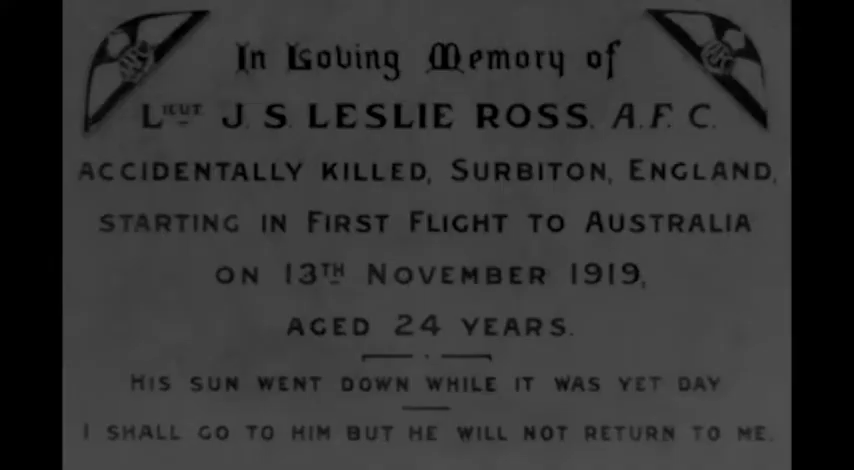 In Loving Memory of
LIEUT J. S. LESLIE ROSS. A.F.C.
ACCIDENTALLY KILLED, SURBITON, ENGLAND,
STARTING IN FIRST FLIGHT TO AUSTRALIA
ON 13TH NOVEMBER 1919,
AGED 24 YEARS.
HIS SUN WENT DOWN WHILE IT WAS YET DAY
I SHALL GO TO HIM BUT HE WILL NOT RETURN TO ME.